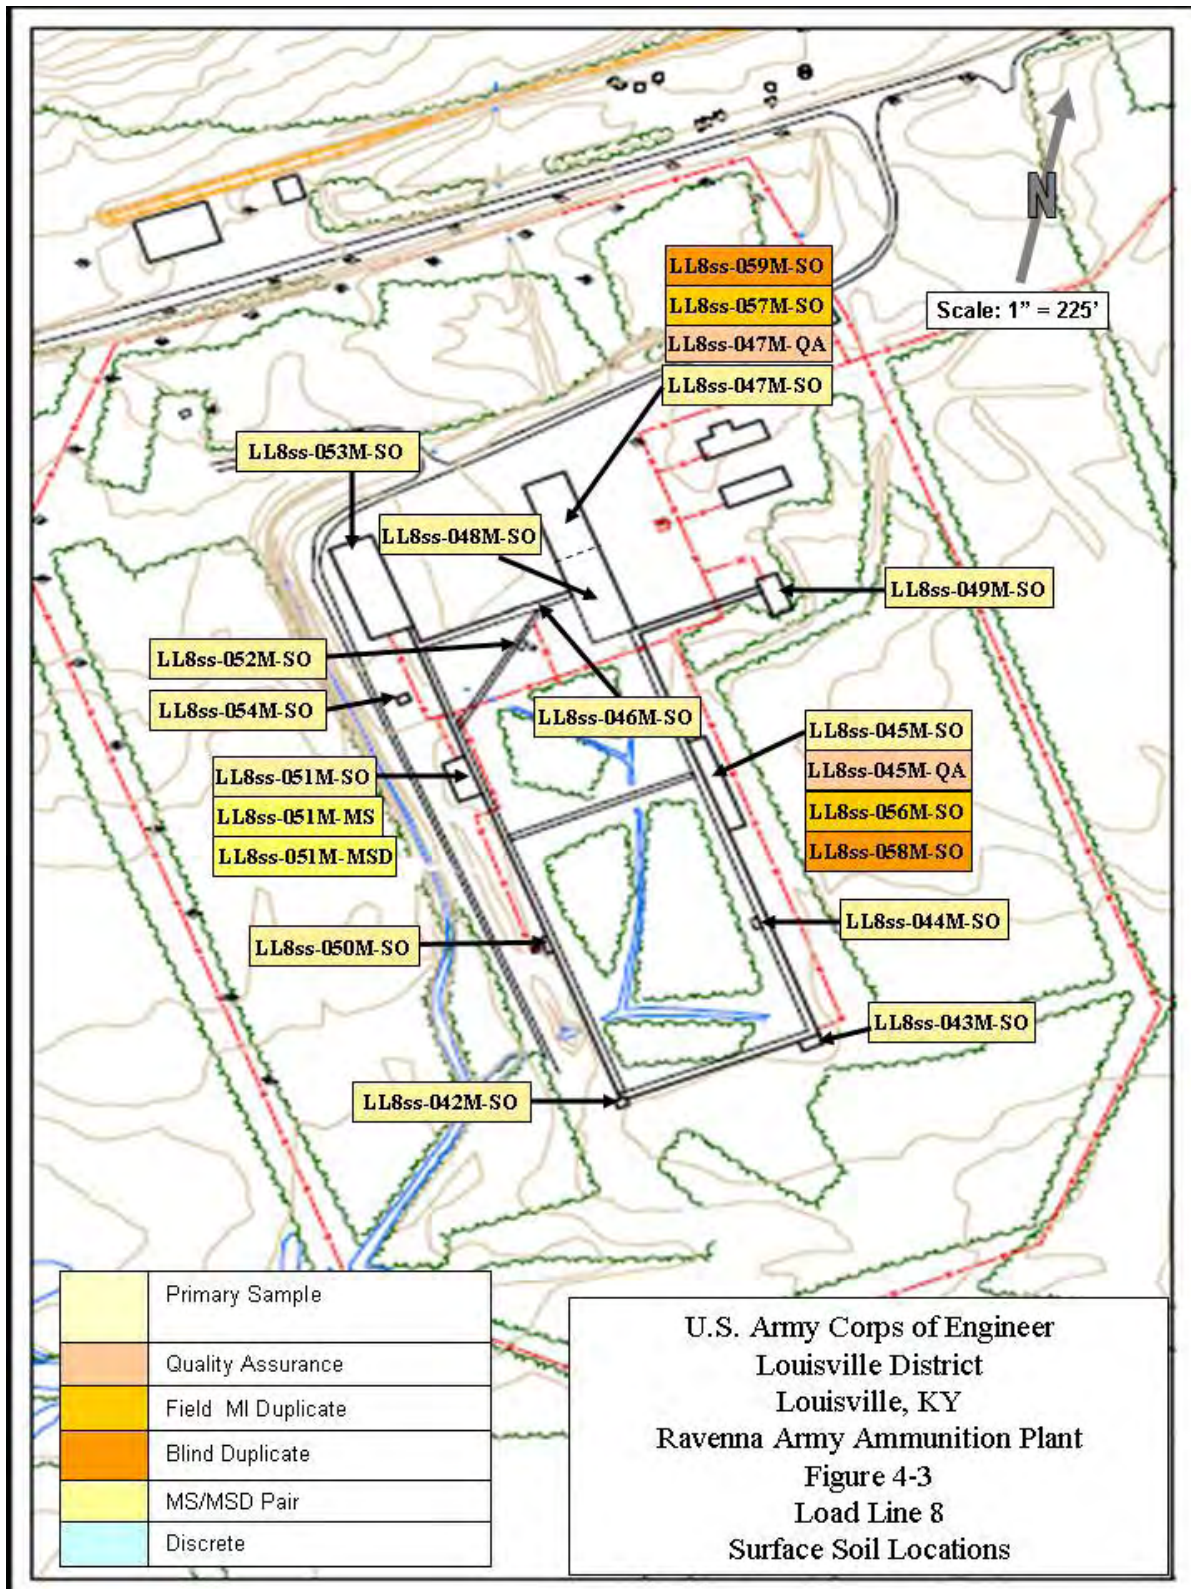 N
LL8ss-059M-SO
LL8ss-057M-SO
LL8ss-047M-QA
LL8ss-047M-SO
Scale: 1” = 225’
LL8ss-053M-SO
LL8ss-048M-SO
LL8ss-049M-SO
LL8ss-052M-SO
LL8ss-054M-SO
LL8ss-046M-SO
LL8ss-045M-SO
LL8ss-045M-QA
LL8ss-056M-SO
LL8ss-058M-SO
LL8ss-051M-SO
LL8ss-051M-MS
LL8ss-051M-MSD
LL8ss-044M-SO
LL8ss-050M-SO
LL8ss-043M-SO
LL8ss-042M-SO
Primary Sample
Quality Assurance
Field MI Duplicate
Blind Duplicate
MS/MSD Pair
Discrete
U.S. Army Corps of Engineer
Louisville District
Louisville, KY
Ravenna Army Ammunition Plant
Figure 4-3
Load Line 8
Surface Soil Locations